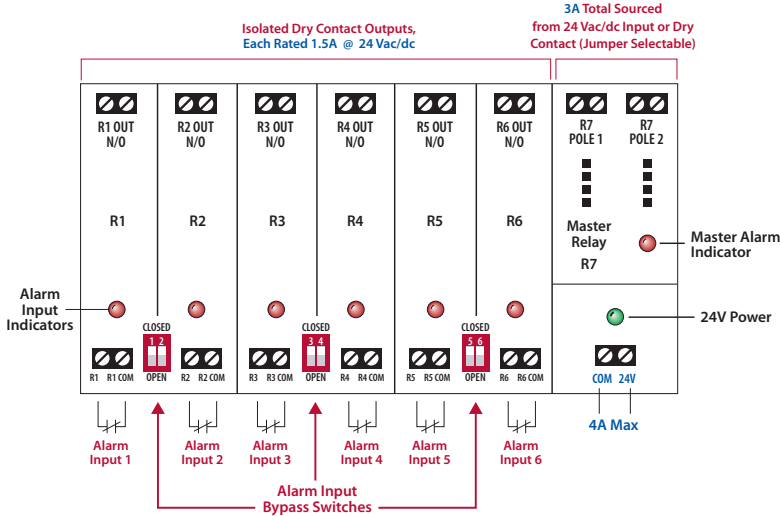 3A Total Sourced
from 24 Vac/dc Input or Dry
Contact (Jumper Selectable)
Isolated Dry Contact Outputs,
Each Rated 1.5A @ 24 Vac/dc
R1 OUT
N/O
R2 OUT
N/O
R3 OUT
N/O
R4 OUT
N/O
R5 OUT
N/O
R6 OUT
N/O
R7
POLE 1
R7
POLE 2
R1
R2
R3
R4
R5
R6
Master
Relay
R7
Master Alarm
Indicator
Alarm
Input
Indicators
24V Power
CLOSED
1 2
OPEN
CLOSED
3 4
OPEN
CLOSED
5 6
OPEN
R1 R1 COM
R2 R2 COM
R3 R3 COM
R4 R4 COM
R5 R5 COM
R6 R6 COM
COM 24V
4A Max
Alarm
Input 1
Alarm
Input 2
Alarm
Input 3
Alarm
Input 4
Alarm
Input 5
Alarm
Input 6
Alarm Input
Bypass Switches